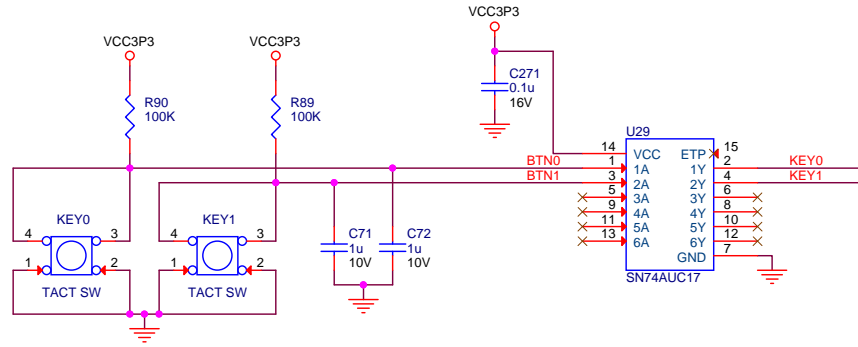 VCC3P3
VCC3P3
VCC3P3
R90
100K
R89
100K
C271
0.1u
16V
U29
14
VCC
ETP
15
BTN0
1
1A
1Y
2
KEY0
BTN1
3
2A
2Y
4
KEY1
5
3A
3Y
6
9
4A
4Y
8
11
5A
5Y
10
13
6A
6Y
12
GND
7
SN74AUC17
KEY0
4
3
1
2
TACT SW
KEY1
4
3
1
2
TACT SW
C71
1u
10V
C72
1u
10V